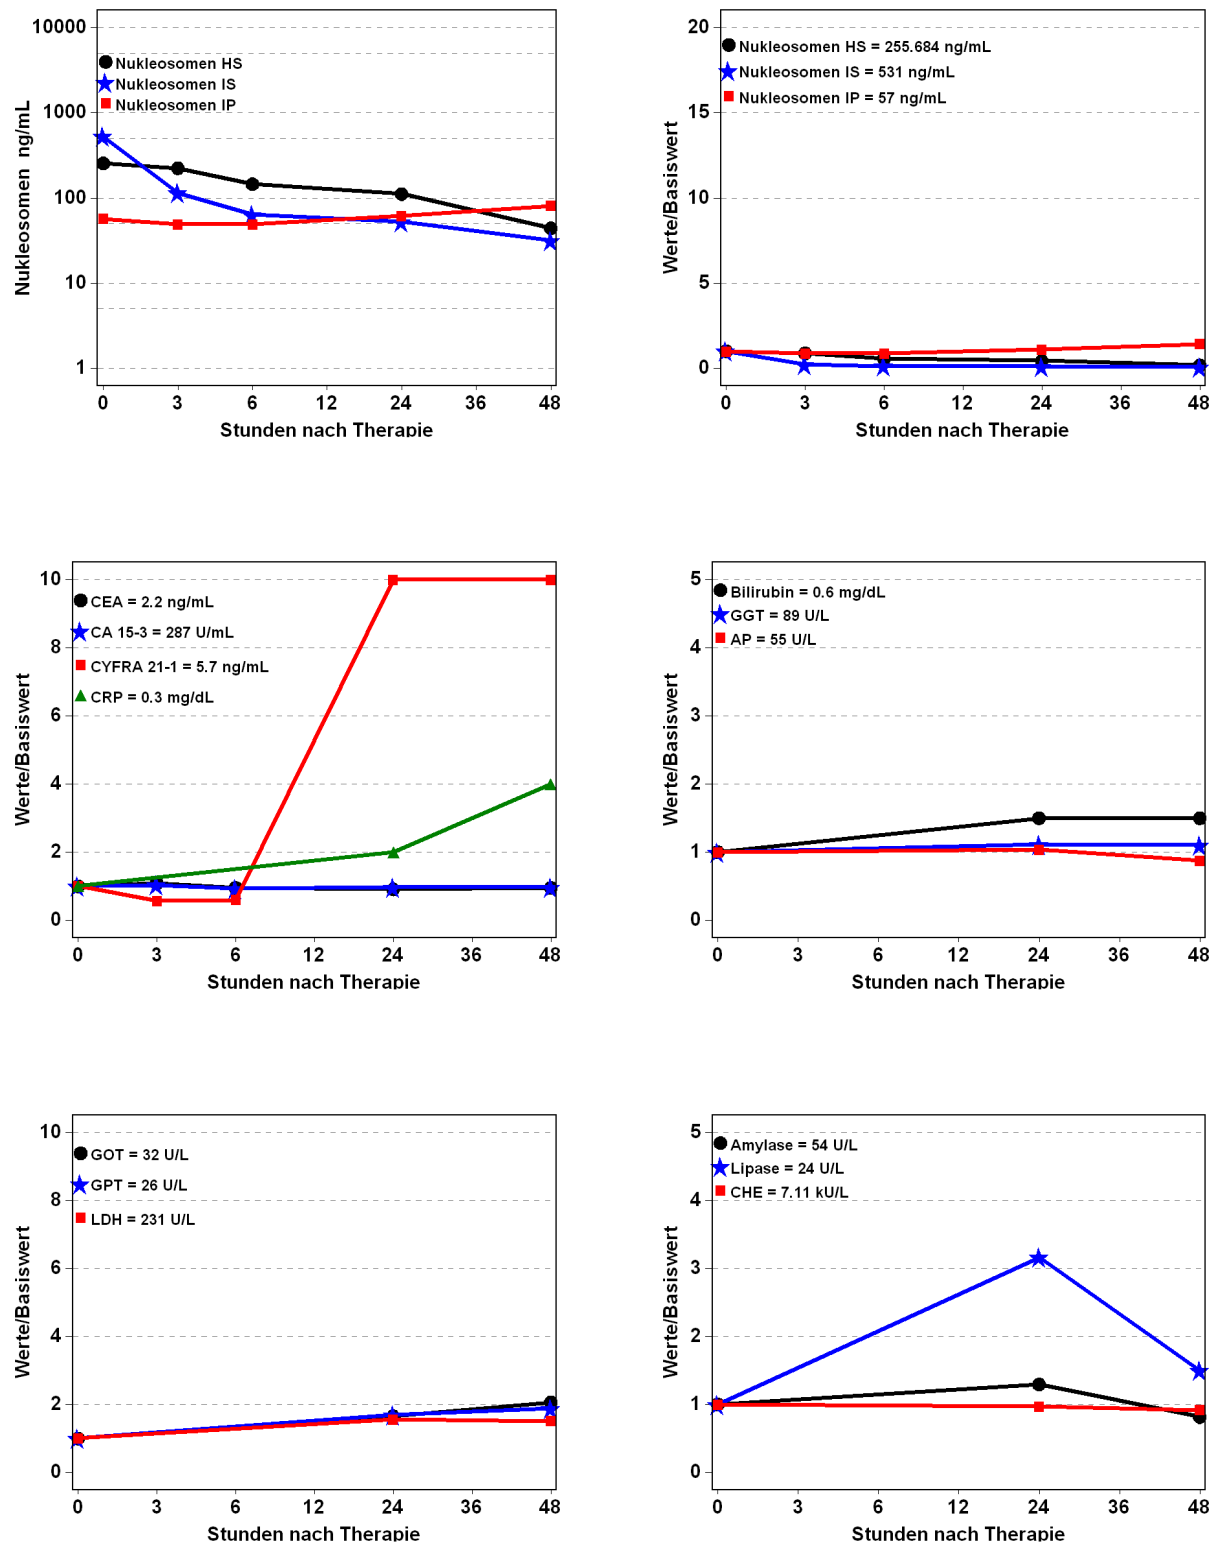 Nukleosomen ng/mL
10000
1000
100
10
1
Nukleosomen HS
Nukleosomen IS
Nukleosomen IP
0 3 6 12 24 36 48
Stunden nach Therapie
Werte/Basiswert
20
15
10
5
0
Nukleosomen HS = 255.684 ng/mL
Nukleosomen IS = 531 ng/mL
Nukleosomen IP = 57 ng/mL
0 3 6 12 24 36 48
Stunden nach Therapie
Werte/Basiswert
10
8
6
4
2
0
CEA = 2.2 ng/mL
CA 15-3 = 287 U/mL
CYFRA 21-1 = 5.7 ng/mL
CRP = 0.3 mg/dL
0 3 6 12 24 36 48
Stunden nach Therapie
Werte/Basiswert
5
4
3
2
1
0
Bilirubin = 0.6 mg/dL
GGT = 89 U/L
AP = 55 U/L
0 3 6 12 24 36 48
Stunden nach Therapie
Werte/Basiswert
10
8
6
4
2
0
GOT = 32 U/L
GPT = 26 U/L
LDH = 231 U/L
0 3 6 12 24 36 48
Stunden nach Therapie
Werte/Basiswert
5
4
3
2
1
0
Amylase = 54 U/L
Lipase = 24 U/L
CHE = 7.11 kU/L
0 3 6 12 24 36 48
Stunden nach Therapie